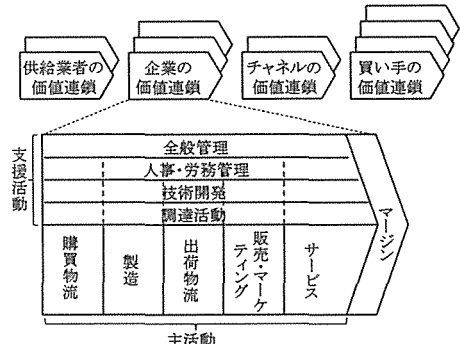 供給業者の
価値連鎖
企業の
価値連鎖
チャネルの
価値連鎖
買い手の
価値連鎖
支援活動
全般管理
人事・労務管理
技術開発
調達活動
購買物流
製造
出荷物流
販売・マーケ
ティング
サービス
マージン
主活動